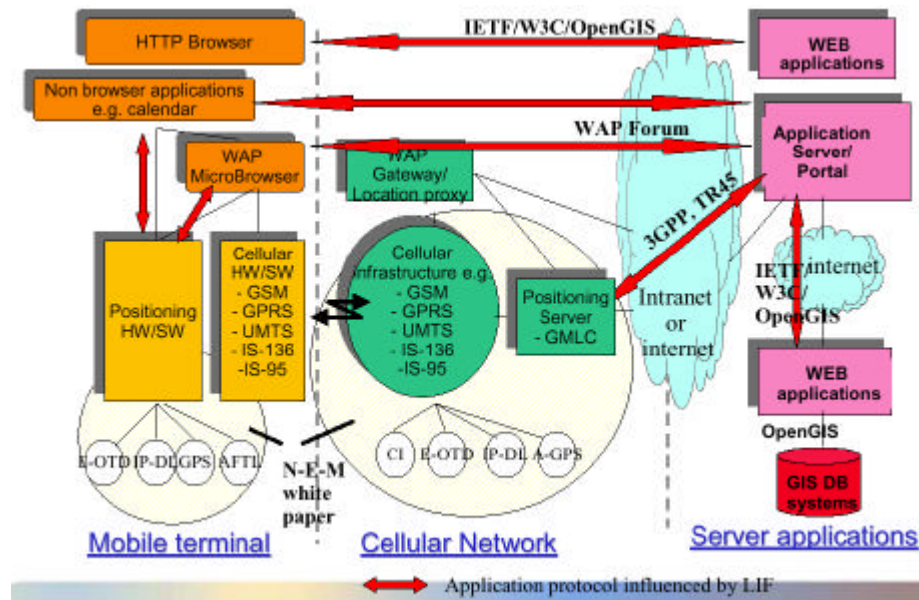 HTTP Browser
IETF/W3C/OpenGIS
WEB
applications
Non browser applications
e.g. calendar
WAP Forum
WAP
MicroBrowser
WAP
Gateway/
Location proxy
Application
Server/
Portal
3GPP, TR45
Positioning
HW/SW
Cellular
HW/SW
- GSM
- GPRS
- UMTS
- IS-136
-IS-95
Cellular
Infrastructure e.g.
- GSM
- GPRS
- UMTS
- IS-136
-IS-95
Positioning
Server
- GMLC
Intranet
or
internet
IETF/
W3C/
OpenGIS
internet
WEB
applications
OpenGIS
GIS DB
systems
E-OTD
IP-DL
GPS
AFTL
N-E-M
white
paper
CI
E-OTD
IP-DL
A-GPS
Mobile terminal
Cellular Network
Server applications
Application protocol influenced by LIF